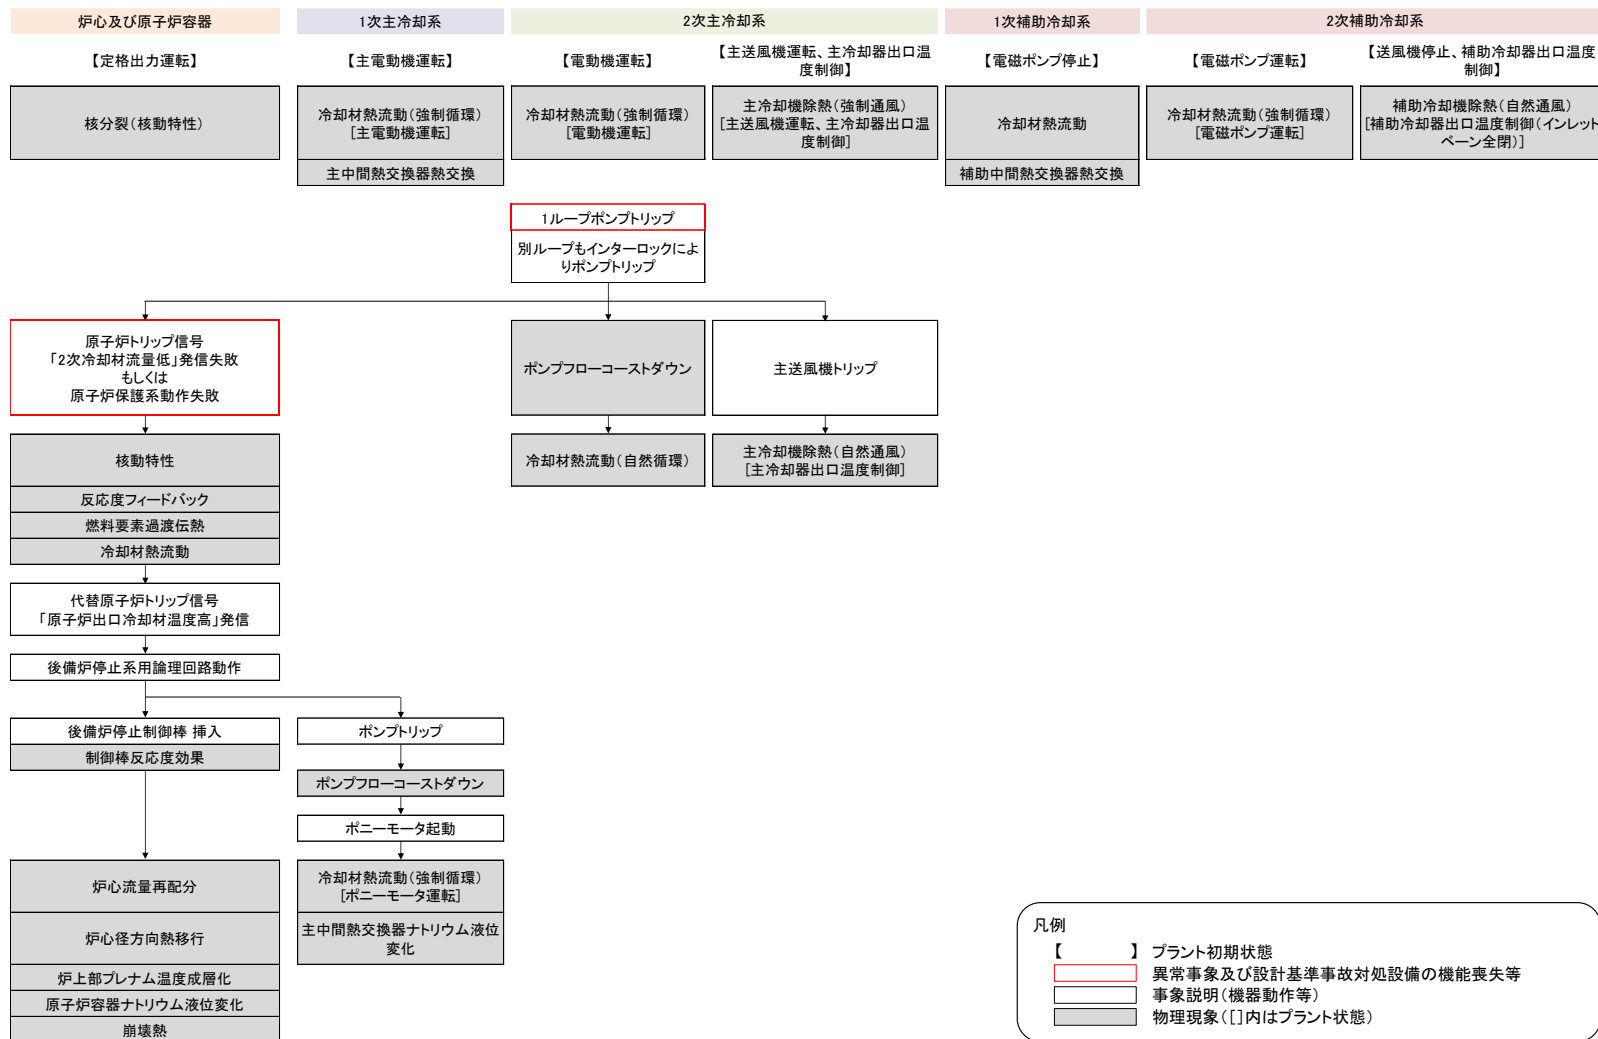 炉心及び原子炉容器
1次主冷却系
2次主冷却系
1次補助冷却系
2次補助冷却系
【定格出力運転】
【主電動機運転】
【電動機運転】
【主送風機運転、主冷却器出口温
度制御】
【電磁ポンプ停止】
【電磁ポンプ運転】
【送風機停止、補助冷却器出口温度
制御】
核分裂(核動特性)
冷却材熱流動(強制循環)
[主電動機運転]
主中間熱交換器熱交換
冷却材熱流動(強制循環)
[電動機運転]
主冷却機除熱(強制通風)
[主送風機運転、主冷却器出口温
度制御]
冷却材熱流動
補助中間熱交換器熱交換
冷却材熱流動(強制循環)
[電磁ポンプ運転]
補助冷却機除熱(自然通風)
[補助冷却器出口温度制御(インレット
ベーン全閉)]
1ループポンプトリップ
別ループもインターロックによ
りポンプトリップ
原子炉トリップ信号
「2次冷却材流量低」発信失敗
もしくは
原子炉保護系動作失敗
ポンプフローコーストダウン
主送風機トリップ
核動特性
反応度フィードバック
燃料要素過渡伝熱
冷却材熱流動
冷却材熱流動(自然循環)
主冷却機除熱(自然通風)
[主冷却器出口温度制御]
代替原子炉トリップ信号
「原子炉出口冷却材温度高」発信
後備炉停止系用論理回路動作
後備炉停止制御棒 挿入
制御棒反応度効果
ポンプトリップ
ポンプフローコーストダウン
ポニーモータ起動
冷却材熱流動(強制循環)
[ポニーモータ運転]
主中間熱交換器ナトリウム液位
変化
炉心流量再配分
炉心径方向熱移行
炉上部プレナム温度成層化
原子炉容器ナトリウム液位変化
崩壊熱
凡例
【 】 プラント初期状態
異常事象及び設計基準事故対処設備の機能喪失等
事象説明(機器動作等)
物理現象([]内はプラント状態)